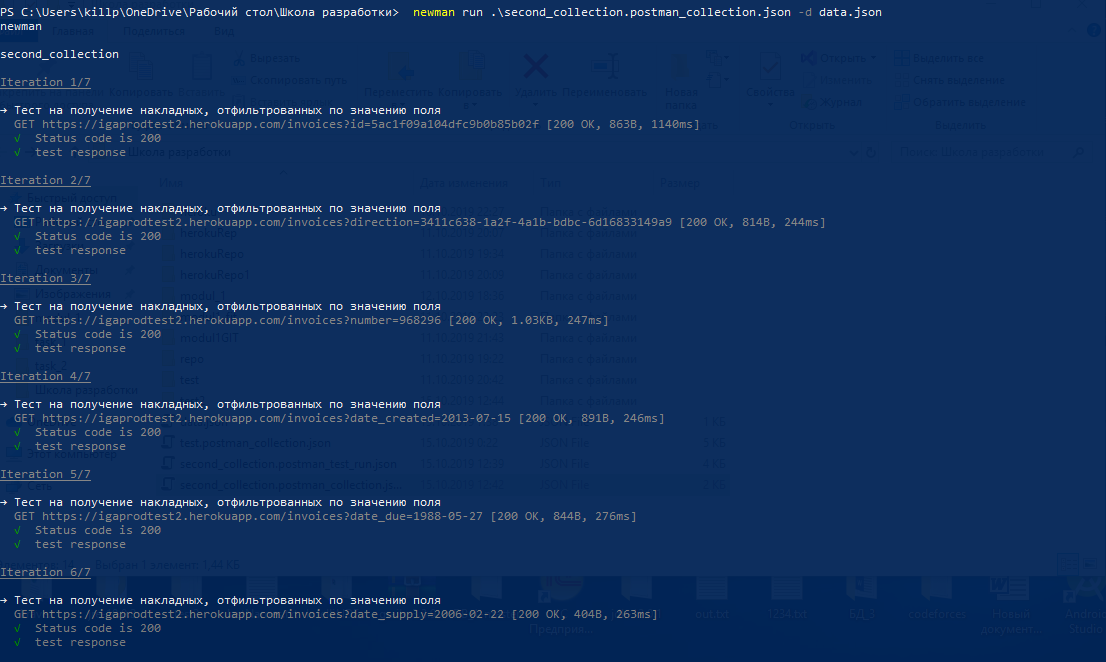 PS C:\Users\killp\OneDrive\Рабочий стол\Школа разработки> newman run .\second_collection.postman_collection.json -d data.json
newman
second_collection
Iteration 1/7
→ Тест на получение накладных, отфильтрованных по значению поля
GET https://igaprodtest2.herokuapp.com/invoices?id=5ac1f09a104dfc9b0b85b02f [200 OK, 863B, 1140ms]
√ Status code is 200
√ test response
Iteration 2/7
→ Тест на получение накладных, отфильтрованных по значению поля
GET https://igaprodtest2.herokuapp.com/invoices?direction=3411c638-1a2f-4a1b-bdbc-6d16833149a9 [200 OK, 814B, 244ms]
√ Status code is 200
√ test response
Iteration 3/7
→ Тест на получение накладных, отфильтрованных по значению поля
GET https://igaprodtest2.herokuapp.com/invoices?number=968296 [200 OK, 1.03KB, 247ms]
√ Status code is 200
√ test response
Iteration 4/7
→ Тест на получение накладных, отфильтрованных по значению поля
GET https://igaprodtest2.herokuapp.com/invoices?date_created=2013-07-15 [200 OK, 891B, 246ms]
√ Status code is 200
√ test response
Iteration 5/7
→ Тест на получение накладных, отфильтрованных по значению поля
GET https://igaprodtest2.herokuapp.com/invoices?date_due=1988-05-27 [200 OK, 844B, 276ms]
√ Status code is 200
√ test response
Iteration 6/7
→ Тест на получение накладных, отфильтрованных по значению поля
GET https://igaprodtest2.herokuapp.com/invoices?date_supply=2006-02-22 [200 OK, 404B, 263ms]
√ Status code is 200
√ test response